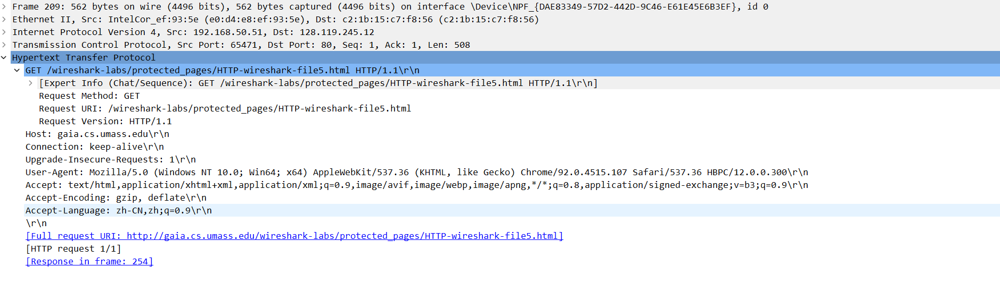 Frame 209: 562 bytes on wire (4496 bits), 562 bytes captured (4496 bits) on interface \Device\NPF_{DAE83349-57D2-442D-9C46-E61E45E6B3EF}, id 0
Ethernet II, Src: IntelCor_ef:93:5e (e0:d4:e8:ef:93:5e), Dst: c2:1b:15:c7:f8:56 (c2:1b:15:c7:f8:56)
Internet Protocol Version 4, Src: 192.168.50.51, Dst: 128.119.245.12
Transmission Control Protocol, Src Port: 65471, Dst Port: 80, Seq: 1, Ack: 1, Len: 508
Hypertext Transfer Protocol
GET /wireshark-labs/protected_pages/HTTP-wireshark-file5.html HTTP/1.1\r\n
[Expert Info (Chat/Sequence): GET /wireshark-labs/protected_pages/HTTP-wireshark-file5.html HTTP/1.1\r\n]
Request Method: GET
Request URI: /wireshark-labs/protected_pages/HTTP-wireshark-file5.html
Request Version: HTTP/1.1
Host: gaia.cs.umass.edu\r\n
Connection: keep-alive\r\n
Upgrade-Insecure-Requests: 1\r\n
User-Agent: Mozilla/5.0 (Windows NT 10.0; Win64; x64) AppleWebKit/537.36 (KHTML, like Gecko) Chrome/92.0.4515.107 Safari/537.36 HBPC/12.0.0.300\r\n
Accept: text/html,application/xhtml+xml,application/xml;q=0.9,image/avif,image/webp,image/apng,*/*;q=0.8,application/signed-exchange;v=b3;q=0.9\r\n
Accept-Encoding: gzip, deflate\r\n
Accept-Language: zh-CN,zh;q=0.9\r\n
\r\n
[Full request URI: http://gaia.cs.umass.edu/wireshark-labs/protected_pages/HTTP-wireshark-file5.html]
[HTTP request 1/1]
[Response in frame: 254]